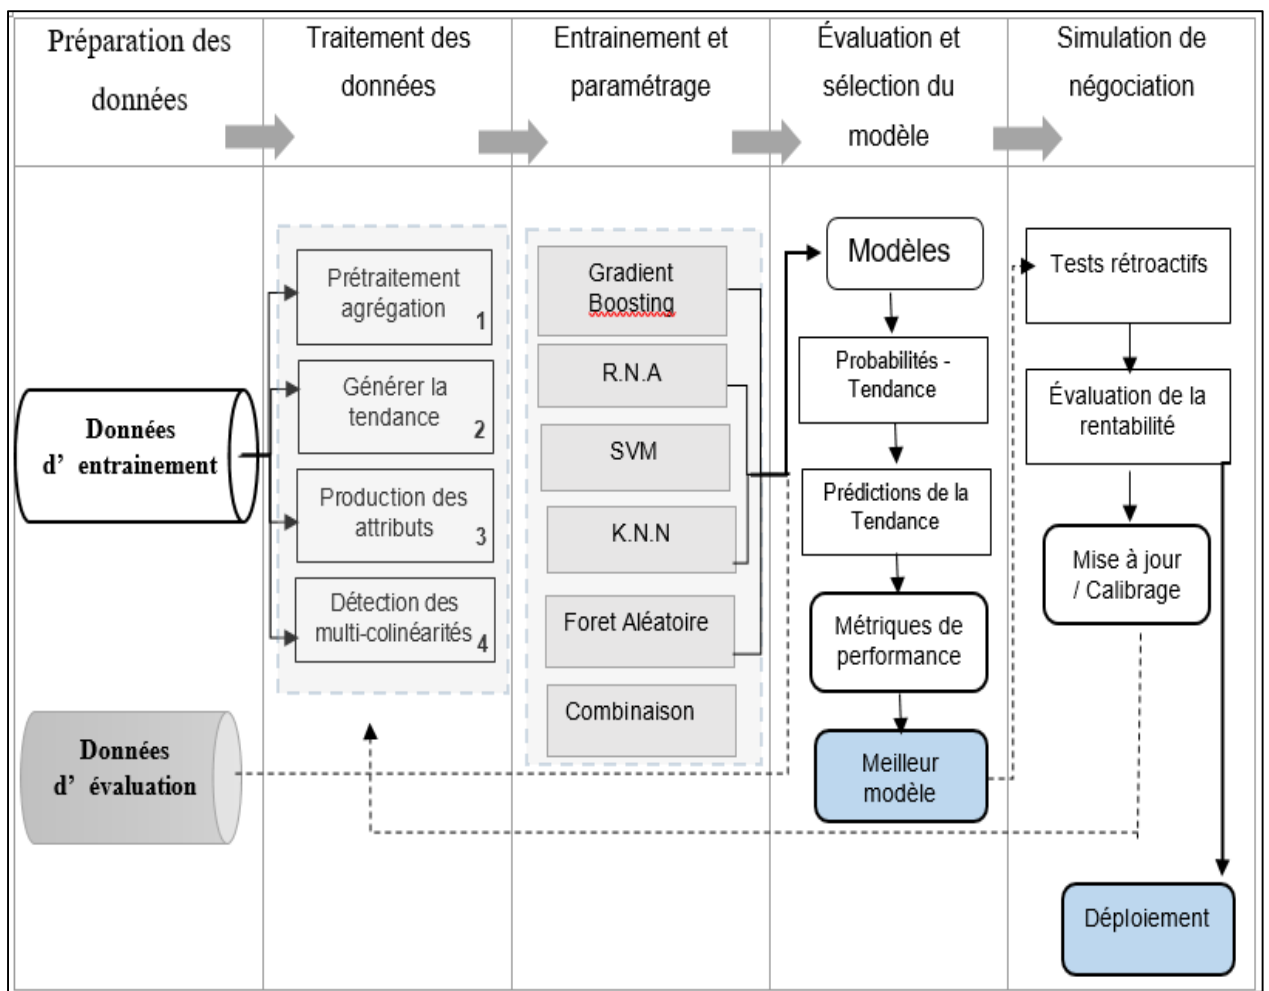 Préparation des
données
Traitement des
données
Entrainement et
paramétrage
Évaluation et
sélection du
modèle
Simulation de
négociation
Données
d' entrainement
Données
d' évaluation
Prétraitement
agrégation 1
Générer la
tendance 2
Production des
attributs 3
Détection des
multi-colinéarités 4
Gradient
Boosting
R.N.A
SVM
K.N.N
Foret Aléatoire
Combinaison
Modèles
Probabilités -
Tendance
Prédictions de la
Tendance
Métriques de
performance
Meilleur
modèle
Tests rétroactifs
Évaluation de la
rentabilité
Mise à jour
/ Calibrage
Déploiement